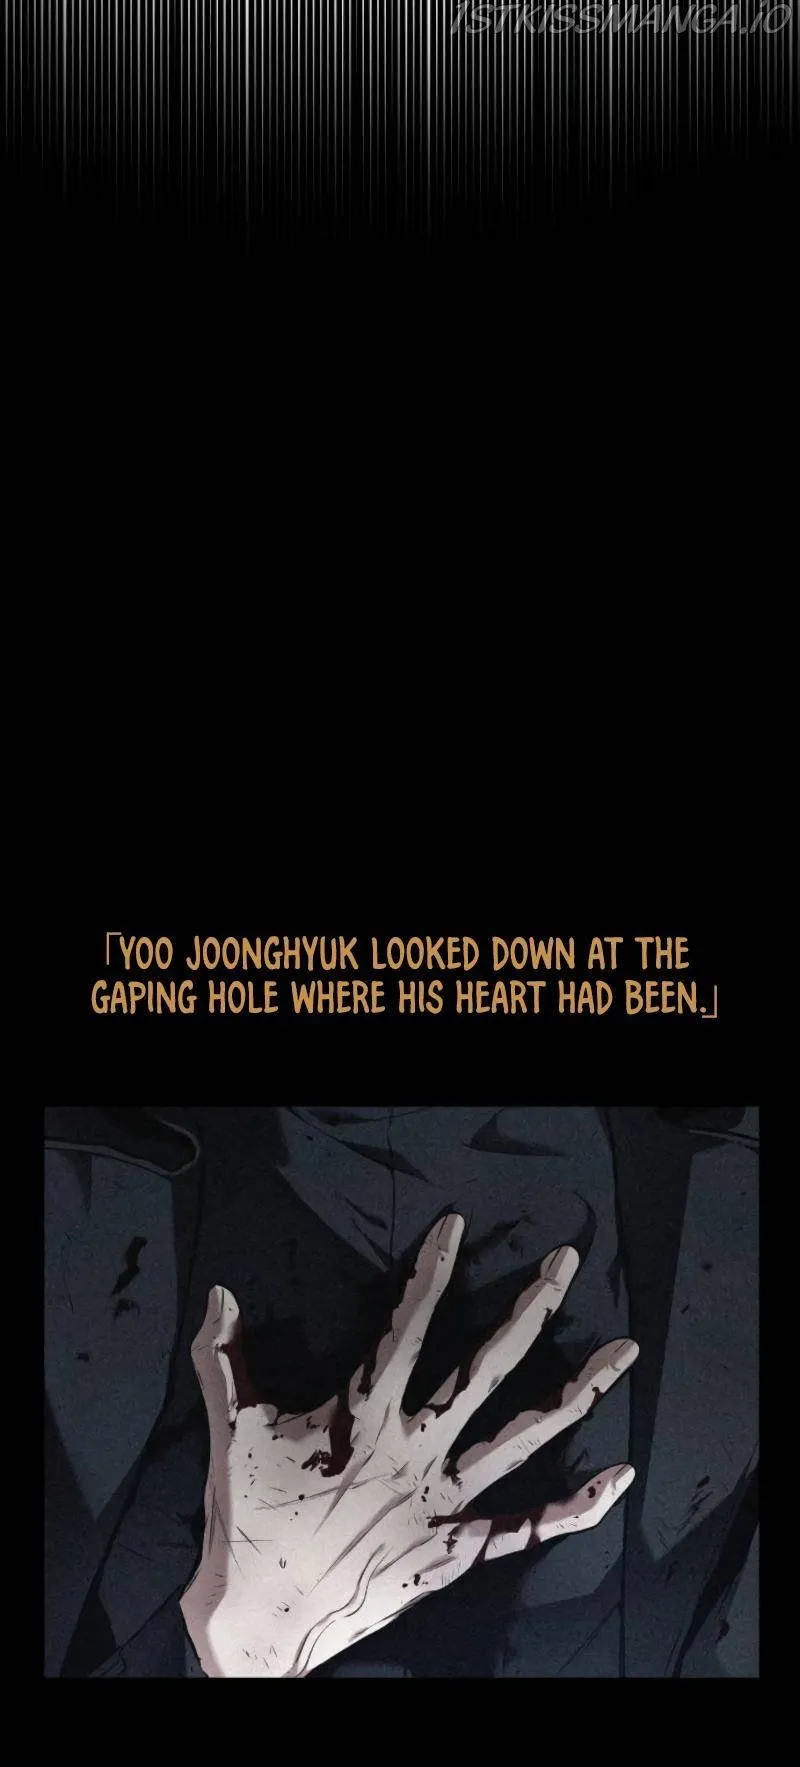 1STKISSMANGA.IO
「YOO JOONGHYUK LOOKED DOWN AT THE
GAPING HOLE WHERE HIS HEART HAD BEEN.」